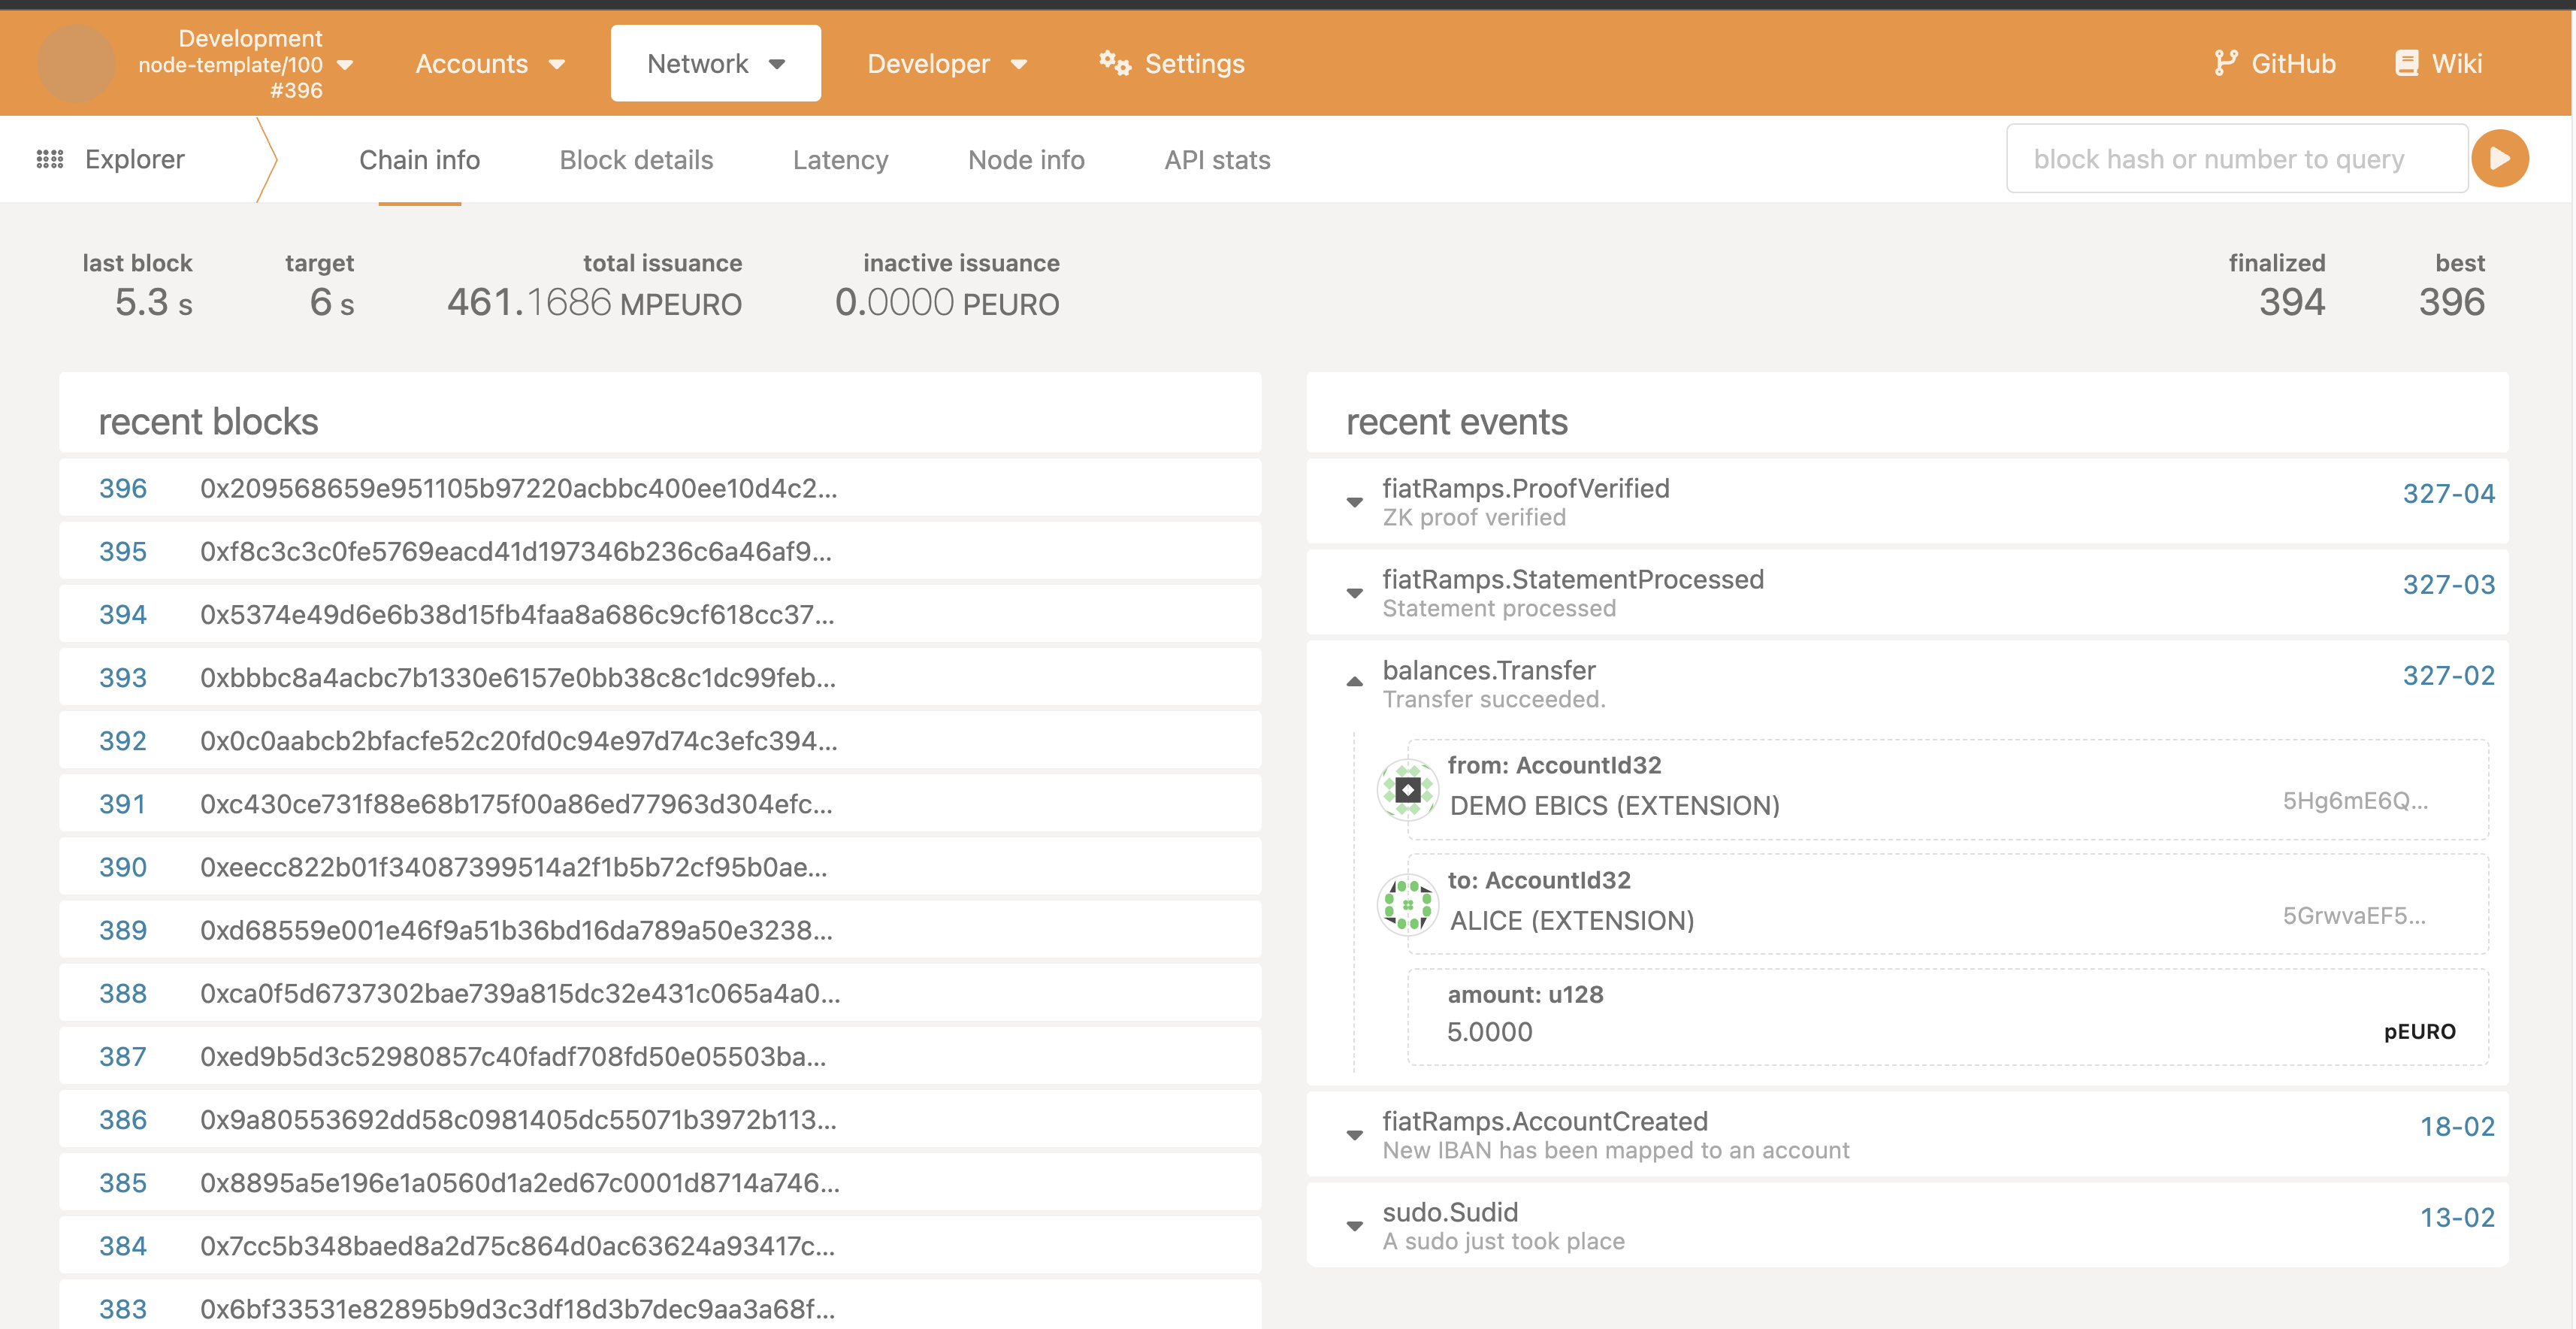 Development
node-template/100
#396
Accounts
Network
Developer
Settings
GitHub
Wiki
Explorer
Chain info
Block details
Latency
Node info
API stats
block hash or number to query
last block
5.3 s
target
6 s
total issuance
461.1686 MPEURO
inactive issuance
0.0000 PEURO
finalized
394
best
396
recent blocks
396 0x209568659e951105b97220acbbc400ee10d4c2...
395 0xf8c3c3c0fe5769eacd41d197346b236c6a46af9...
394 0x5374e49d6e6b38d15fb4faa8a686c9cf618cc37...
393 0xbbbc8a4acbc7b1330e6157e0bb38c8c1dc99feb...
392 0x0c0aabcb2bfacfe52c20fd0c94e97d74c3efc394...
391 0xc430ce731f88e68b175f00a86ed77963d304efc...
390 0xeecc822b01f34087399514a2f1b5b72cf95b0ae...
389 0xd68559e001e46f9a51b36bd16da789a50e3238...
388 0xca0f5d6737302bae739a815dc32e431c065a4a0...
387 0xed9b5d3c52980857c40fadf708fd50e05503ba...
386 0x9a80553692dd58c0981405dc55071b3972b113...
385 0x8895a5e196e1a0560d1a2ed67c0001d8714a746...
384 0x7cc5b348baed8a2d75c864d0ac63624a93417c...
383 0x6bf33531e82895b9d3c3df18d3b7dec9aa3a68f...
recent events
fiatRamps.ProofVerified 327-04
ZK proof verified
fiatRamps.StatementProcessed 327-03
Statement processed
balances.Transfer 327-02
Transfer succeeded.
from: AccountId32
DEMO EBICS (EXTENSION) 5Hg6mE6Q...
to: AccountId32
ALICE (EXTENSION) 5GrwvaEF5...
amount: u128
5.0000 pEURO
fiatRamps.AccountCreated 18-02
New IBAN has been mapped to an account
sudo.Sudid 13-02
A sudo just took place